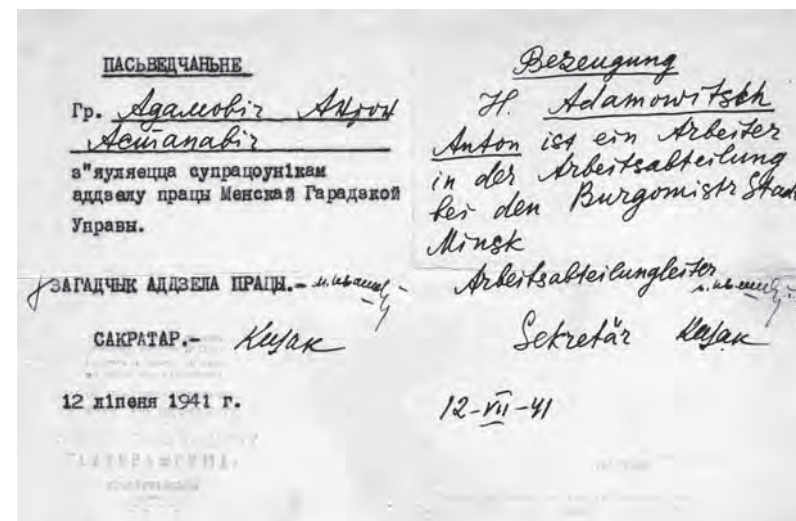 ПАСЬВЕДЧАНЬНЕ
Гр. Адамовіч Антон
Астапавіч
з"яуляецца супрацоунікам
аддзелу працы Менскай Гарадзкой
Управы.
ЗАГАДЧЫК АДДЗЕЛА ПРАЦЫ.-
САКРАТАР.-
12 ліпеня 1941 г.
Bezeugung
H. Adamowitsch
Anton ist ein Arbeiter
in der Arbeitsabteilung
bei den Burgomistr Stadt
Minsk
Arbeitsabteilungleiter
Sekretär
12-VII-41